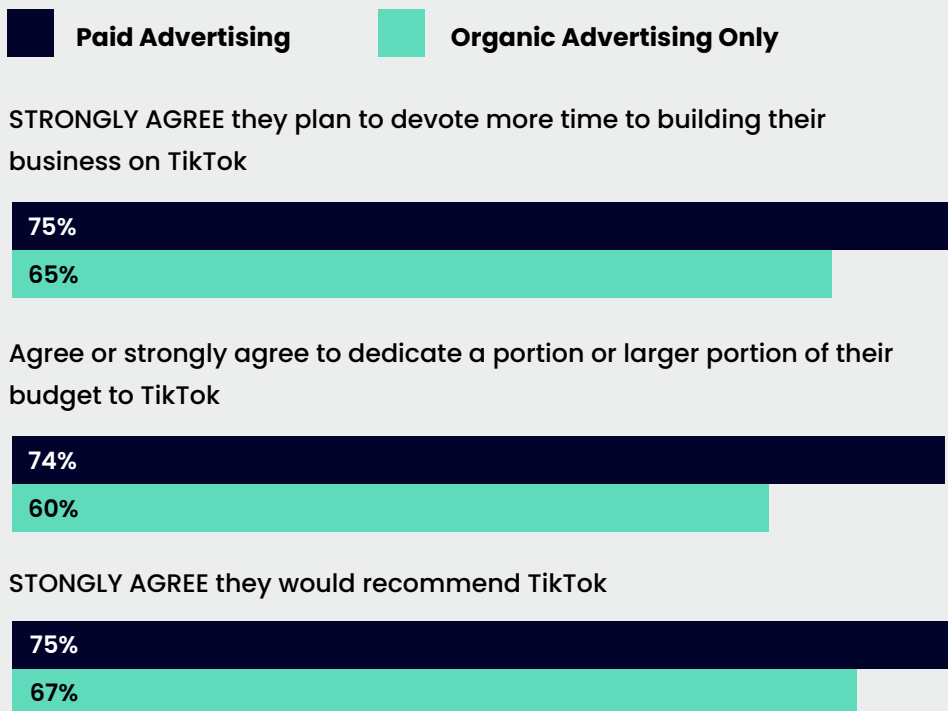 Paid Advertising Organic Advertising Only
STRONGLY AGREE they plan to devote more time to building their
business on TikTok
75%
65%
Agree or strongly agree to dedicate a portion or larger portion of their
budget to TikTok
74%
60%
STONGLY AGREE they would recommend TikTok
75%
67%